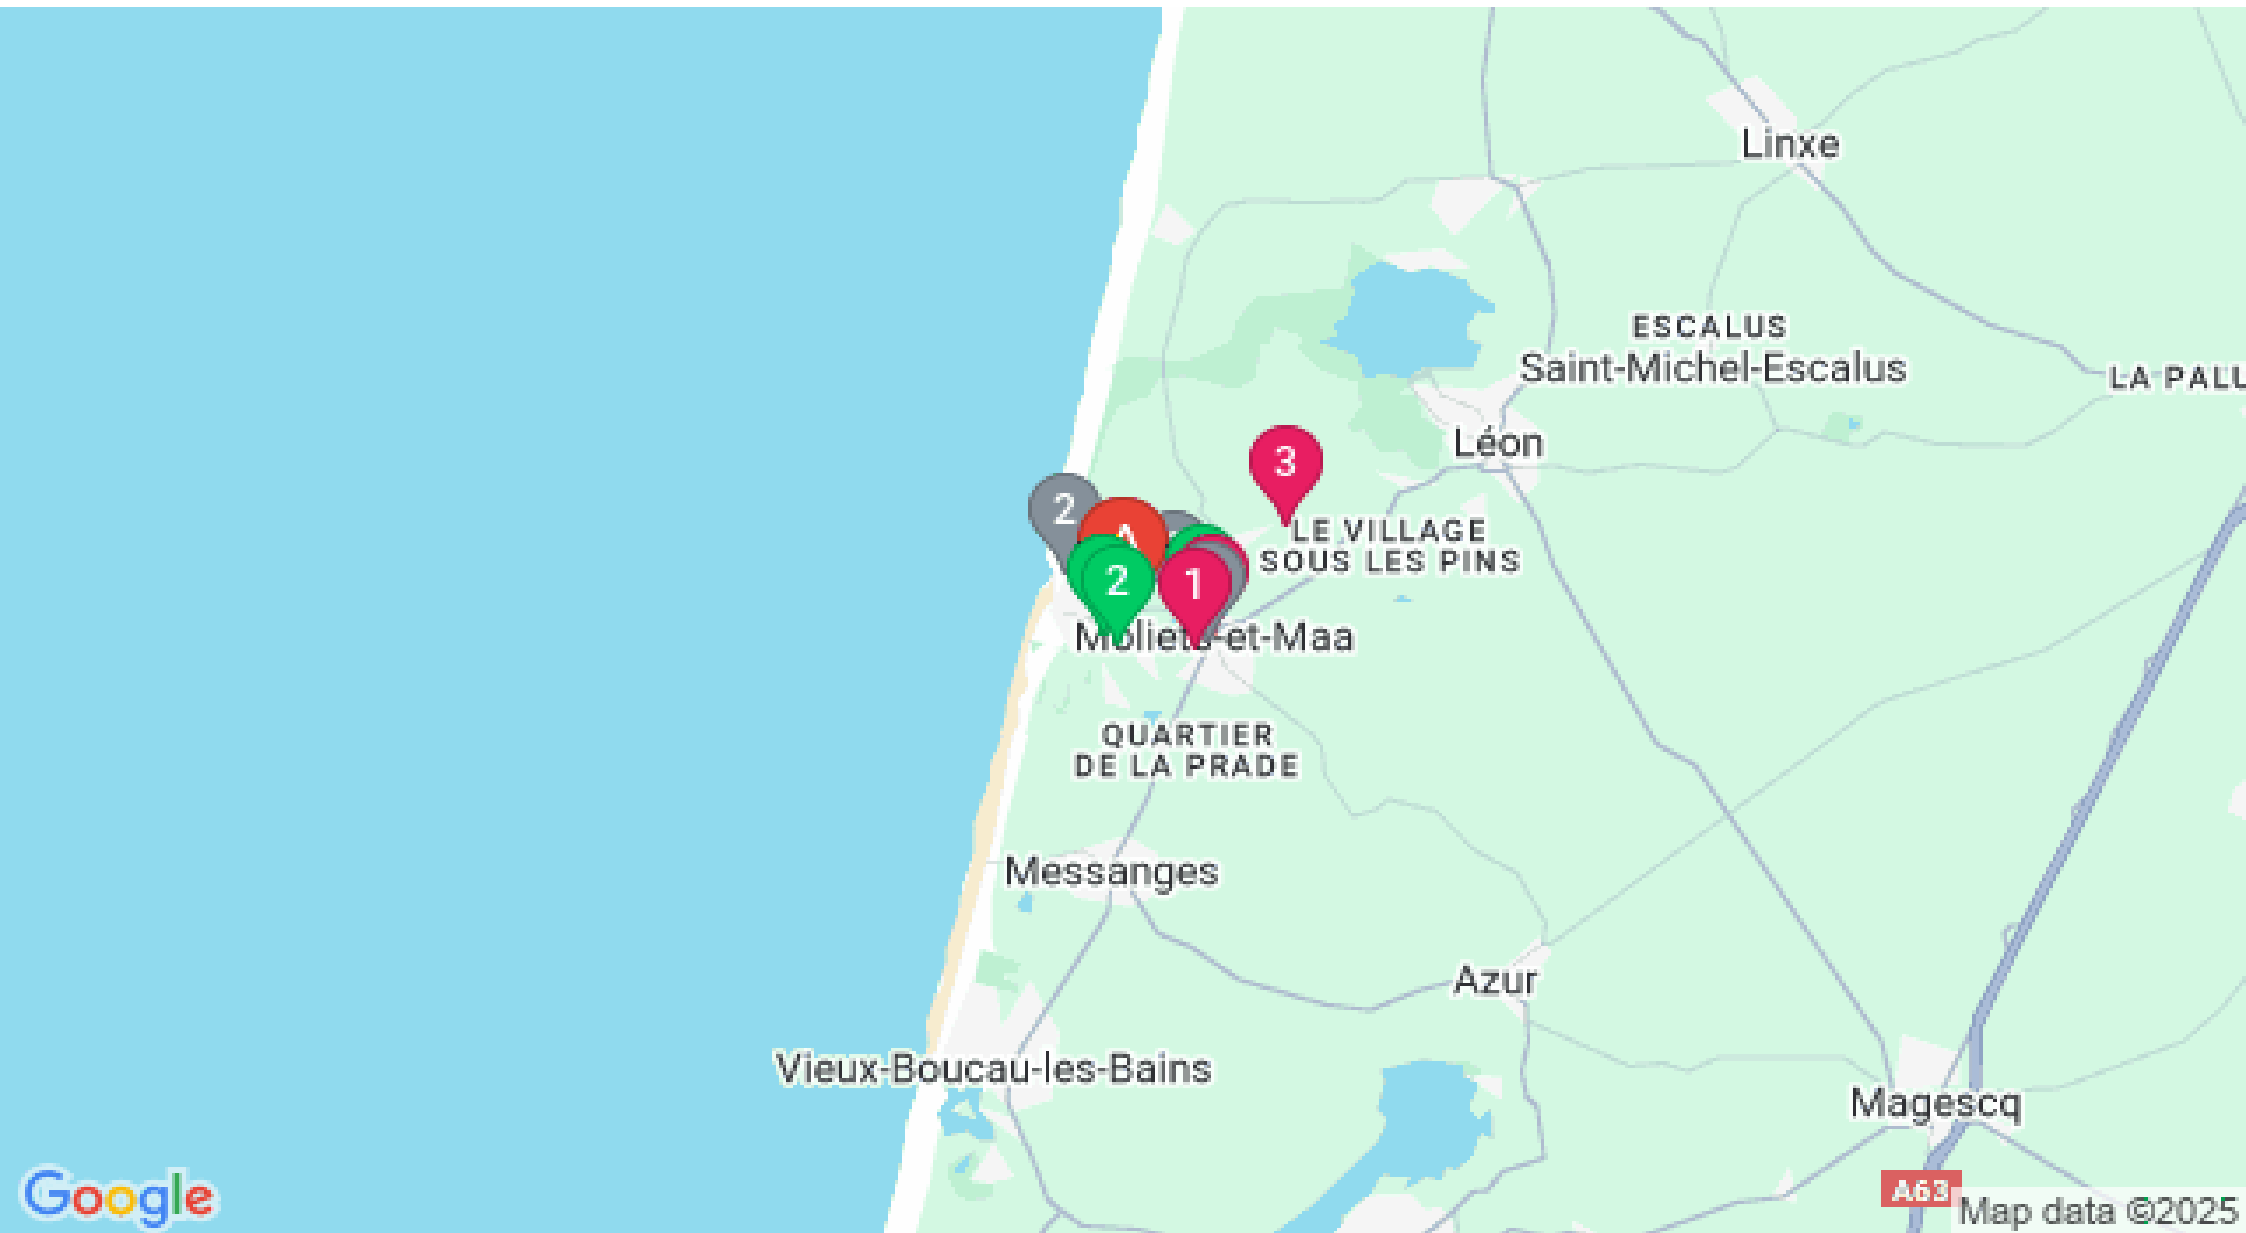 Linxe
ESCALUS
Saint-Michel-Escalus
LA PALU
Léon
3
2
A
LE VILLAGE
SOUS LES PINS
2
1
Moliets-et-Maa
QUARTIER
DE LA PRADE
Messanges
Azur
Vieux-Boucau-les-Bains
Magescq
A63
Google
Map data ©2025